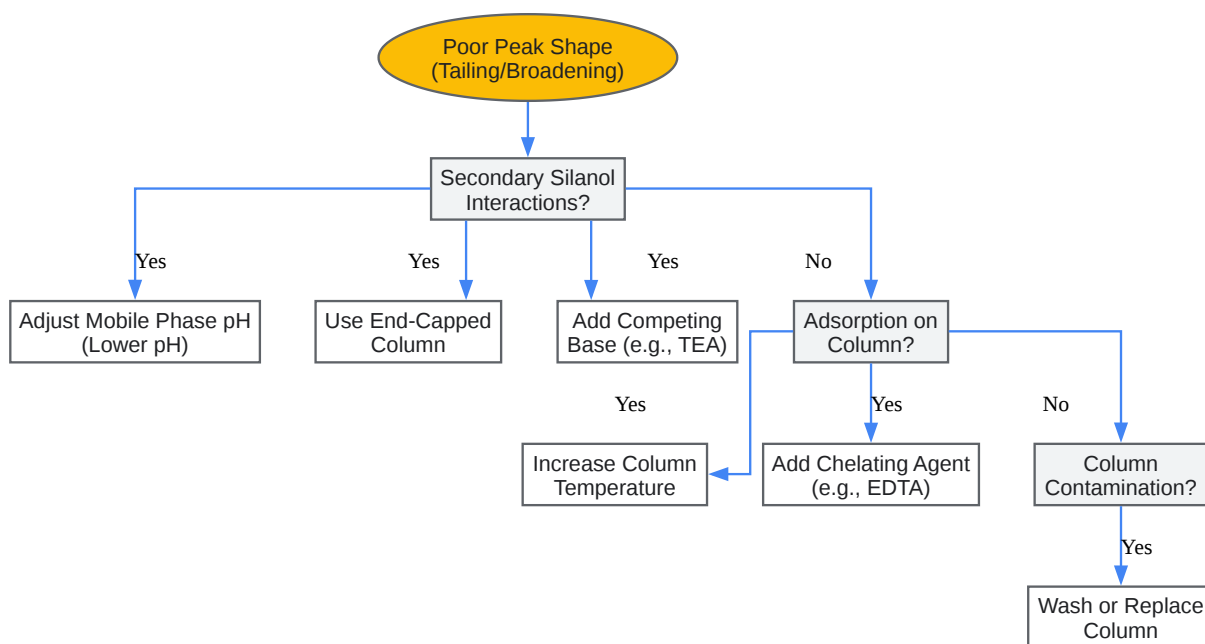 Poor Peak Shape
(Tailing/Broadening)
Secondary Silanol
Interactions?
Yes
Yes
Yes
No
Adjust Mobile Phase pH
(Lower pH)
Use End-Capped
Column
Add Competing
Base (e.g., TEA)
Adsorption on
Column?
Yes
Yes
No
Increase Column
Temperature
Add Chelating Agent
(e.g., EDTA)
Column
Contamination?
Yes
Wash or Replace
Column